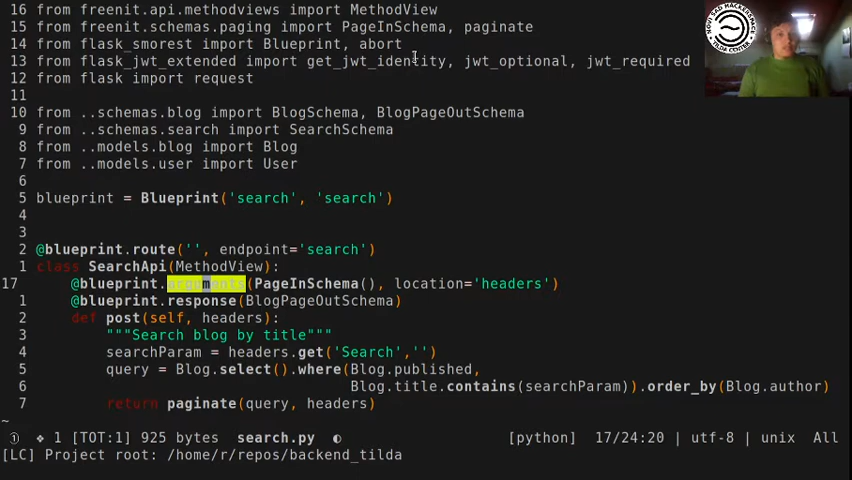 16 from freenit.api.methodviews import MethodView
15 from freenit.schemas.paging import PageInSchema, paginate
14 from flask_smorest import Blueprint, abort
13 from flask_jwt_extended import get_jwt_identity, jwt_optional, jwt_required
12 from flask import request
11
10 from ..schemas.blog import BlogSchema, BlogPageOutSchema
9 from ..schemas.search import SearchSchema
8 from ..models.blog import Blog
7 from ..models.user import User
6
5 blueprint = Blueprint('search', 'search')
4
3
2 @blueprint.route('', endpoint='search')
1 class SearchApi(MethodView):
17 @blueprint.arguments(PageInSchema(), location='headers')
1 @blueprint.response(BlogPageOutSchema)
2 def post(self, headers):
3 """Search blog by title"""
4 searchParam = headers.get('Search','')
5 query = Blog.select().where(Blog.published,
6 Blog.title.contains(searchParam)).order_by(Blog.author)
7 return paginate(query, headers)
~
1 [TOT:1] 925 bytes search.py [python] 17/24:20 | utf-8 | unix All
[LC] Project root: /home/r/repos/backend_tilda
NOVI SAD HACKERSPACE
TILDA CENTER